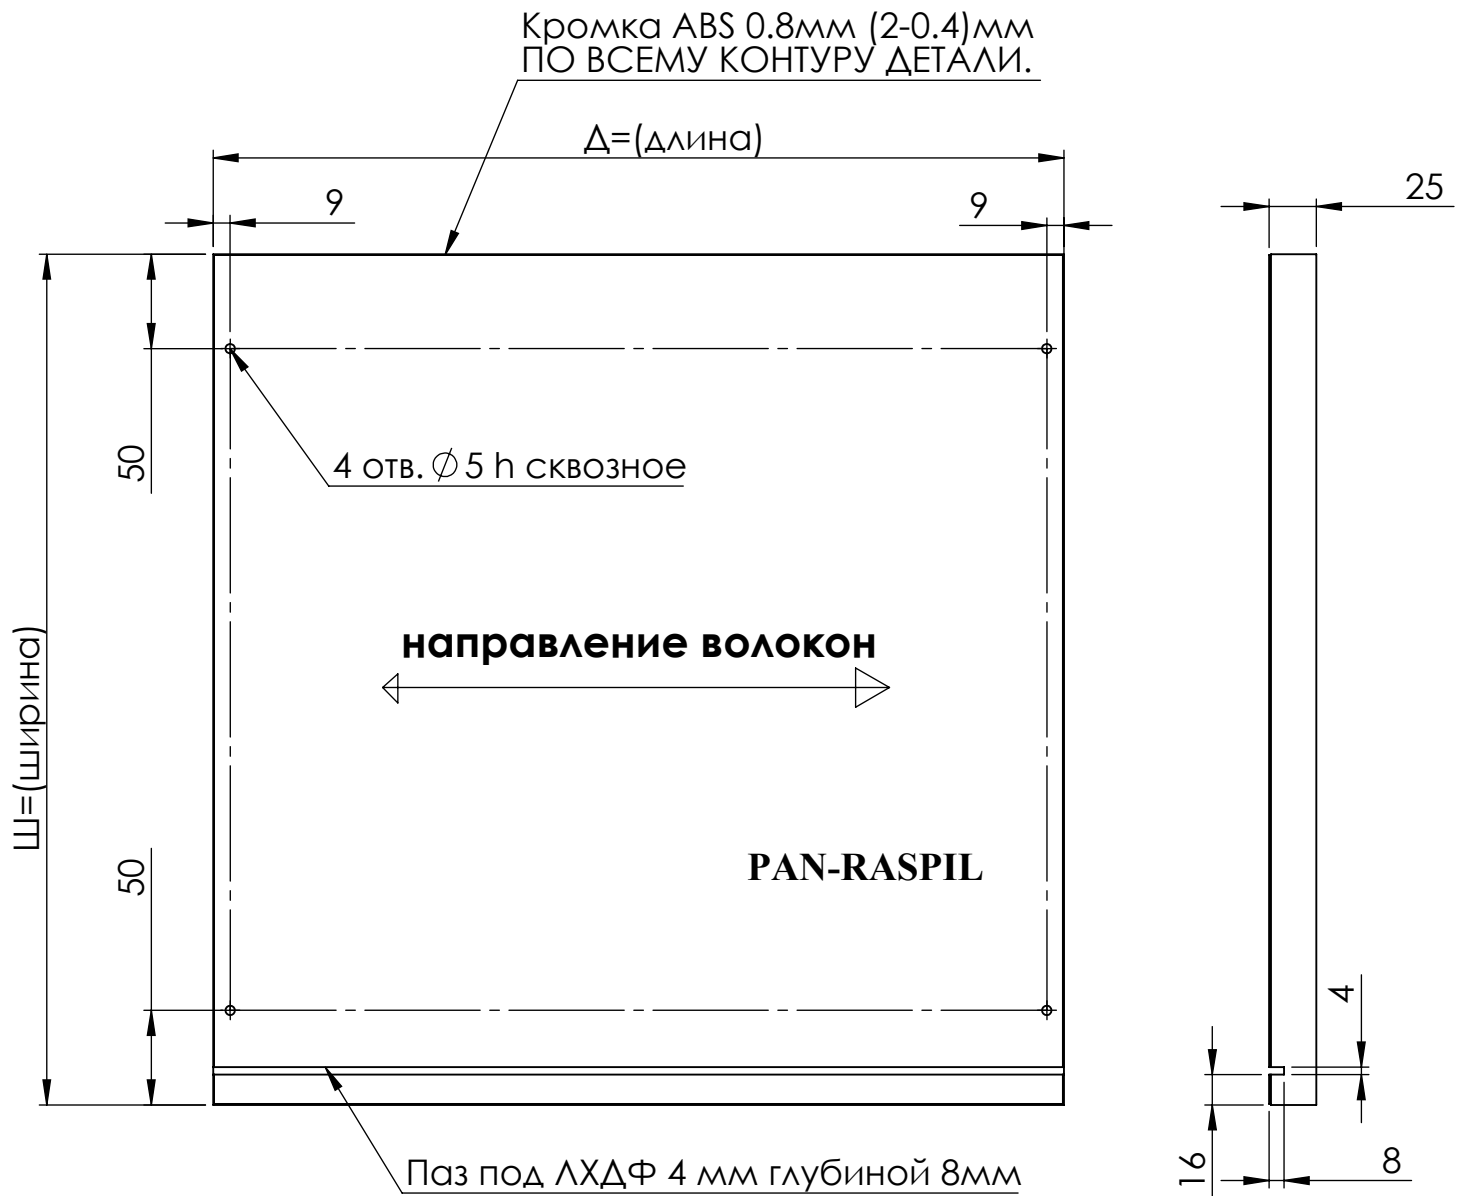 Кромка ABS 0.8мм (2-0.4)мм
ПО ВСЕМУ КОНТУРУ ДЕТАЛИ.
Д=(длина)
9
9
25
50
4 отв. ∅ 5 h сквозное
направление волокон
Ш=(ширина)
50
PAN-RASPIL
4
16
8
Паз под ЛХДФ 4 мм глубиной 8мм